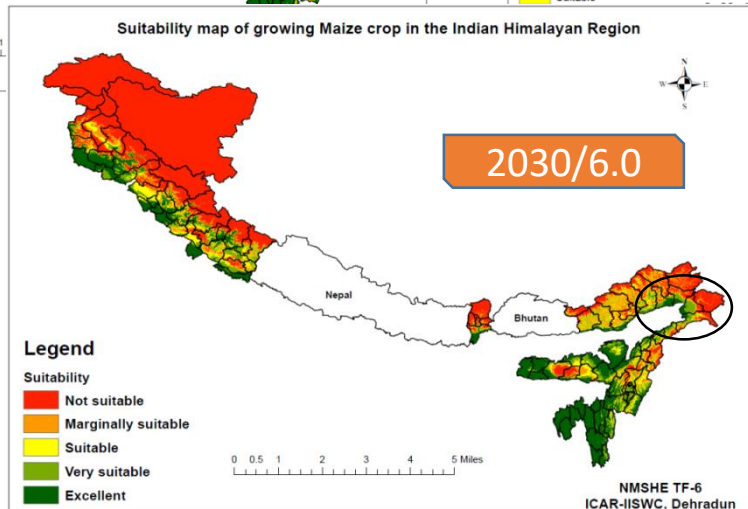 Suitability map of growing Maize crop in the Indian Himalayan Region
N
W E
S
2030/6.0
Nepal
Bhutan
Legend
Suitability
Not suitable
Marginally suitable
Suitable
Very suitable
Excellent
0 0.5 1 2 3 4 5 Miles
NMSHE TF-6
ICAR-IISWC, Dehradun